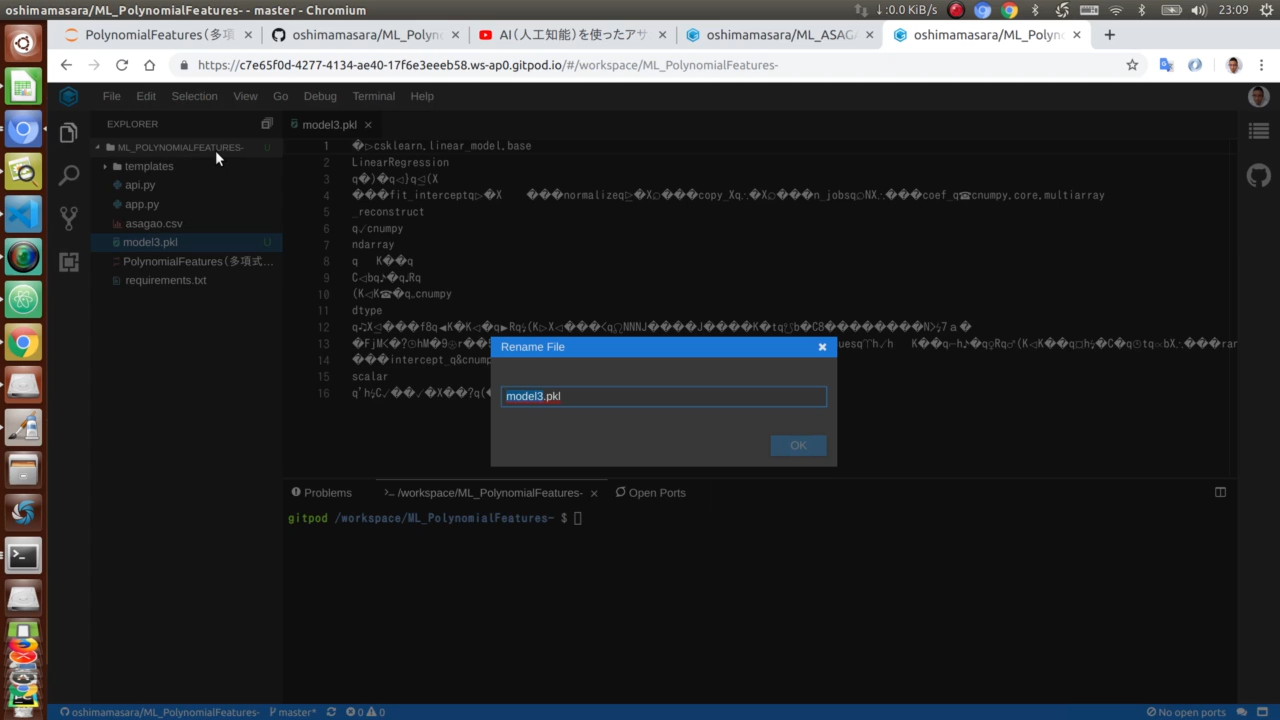 oshimamasara/ML_PolynomialFeatures- - master - Chromium
↓:0.0 KiB/s
23:09
PolynomialFeatures(多項
oshimamasara/ML_Polyn
AI(人工知能)を使ったアサ
oshimamasara/ML_ASAGA
oshimamasara/ML_Polyno
https://c7e65f0d-4277-4134-ae40-17f6e3eeeb58.ws-ap0.gitpod.io/#/workspace/ML_PolynomialFeatures-
File Edit Selection View Go Debug Terminal Help
EXPLORER
model3.pkl
ML_POLYNOMIALFEATURES- U
templates
api.py
app.py
asagao.csv
model3.pkl U
PolynomialFeatures(多項式...
requirements.txt
1 �▷csklearn.linear_model.base
2 LinearRegression
3
4 ���fit_intercept ���normalize ���copy_X ���n_jobs ���coef_q☎cnumpy.core.multiarray
5 _reconstruct
6 cnumpy
7 ndarray
8 q K��q
9
10 cnumpy
11 dtype
12
13
14 ���intercept_q&cnump
15 scalar
16
Rename File
model3.pkl
OK
Problems
>_ /workspace/ML_PolynomialFeatures-
Open Ports
gitpod /workspace/ML_PolynomialFeatures- $
oshimamasara/ML_PolynomialFeatures- master* 0 0
No open ports